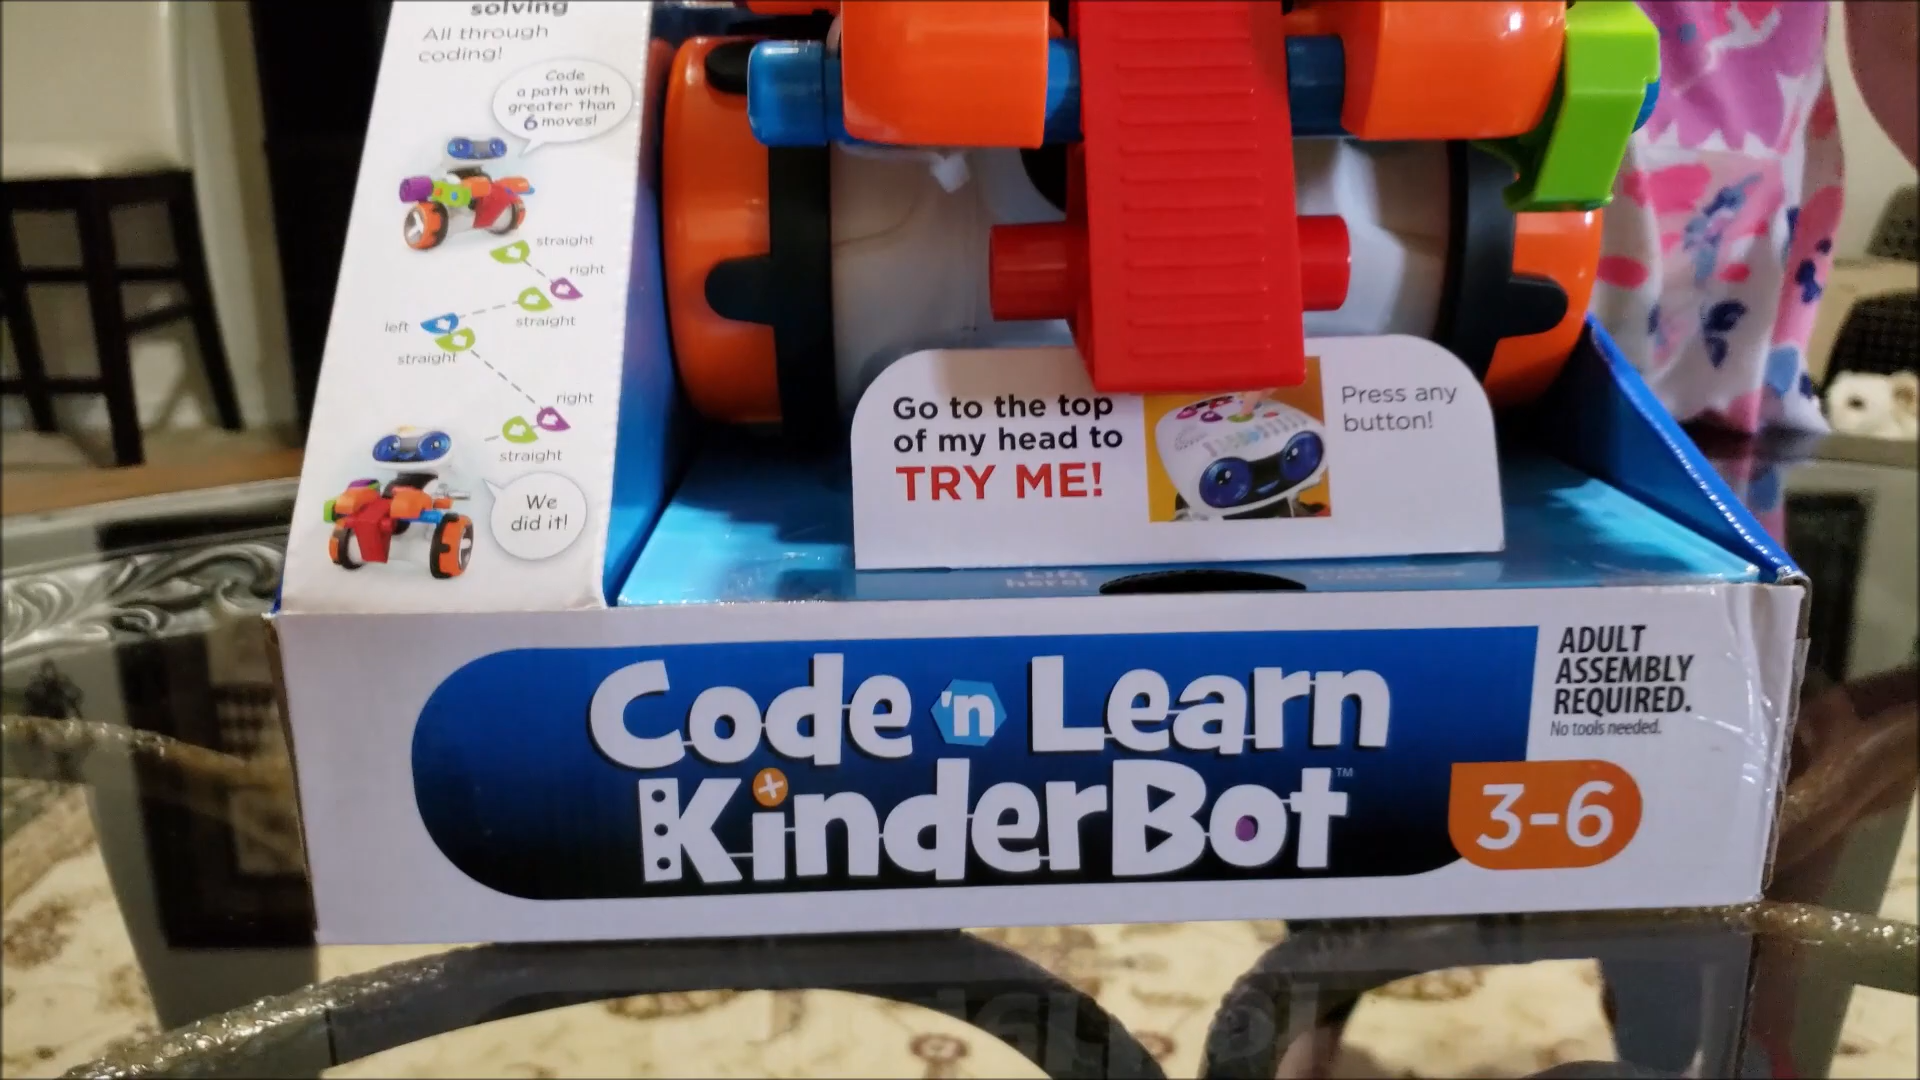 solving
All through
coding!
Code
a path with
greater than
6 moves!
straight
right
straight
left
straight
right
straight
We
did it!
Go to the top
of my head to
TRY ME!
Press any
button!
Lift
here!
Code 'n Learn
KinderBot™
ADULT
ASSEMBLY
REQUIRED.
No tools needed.
3-6